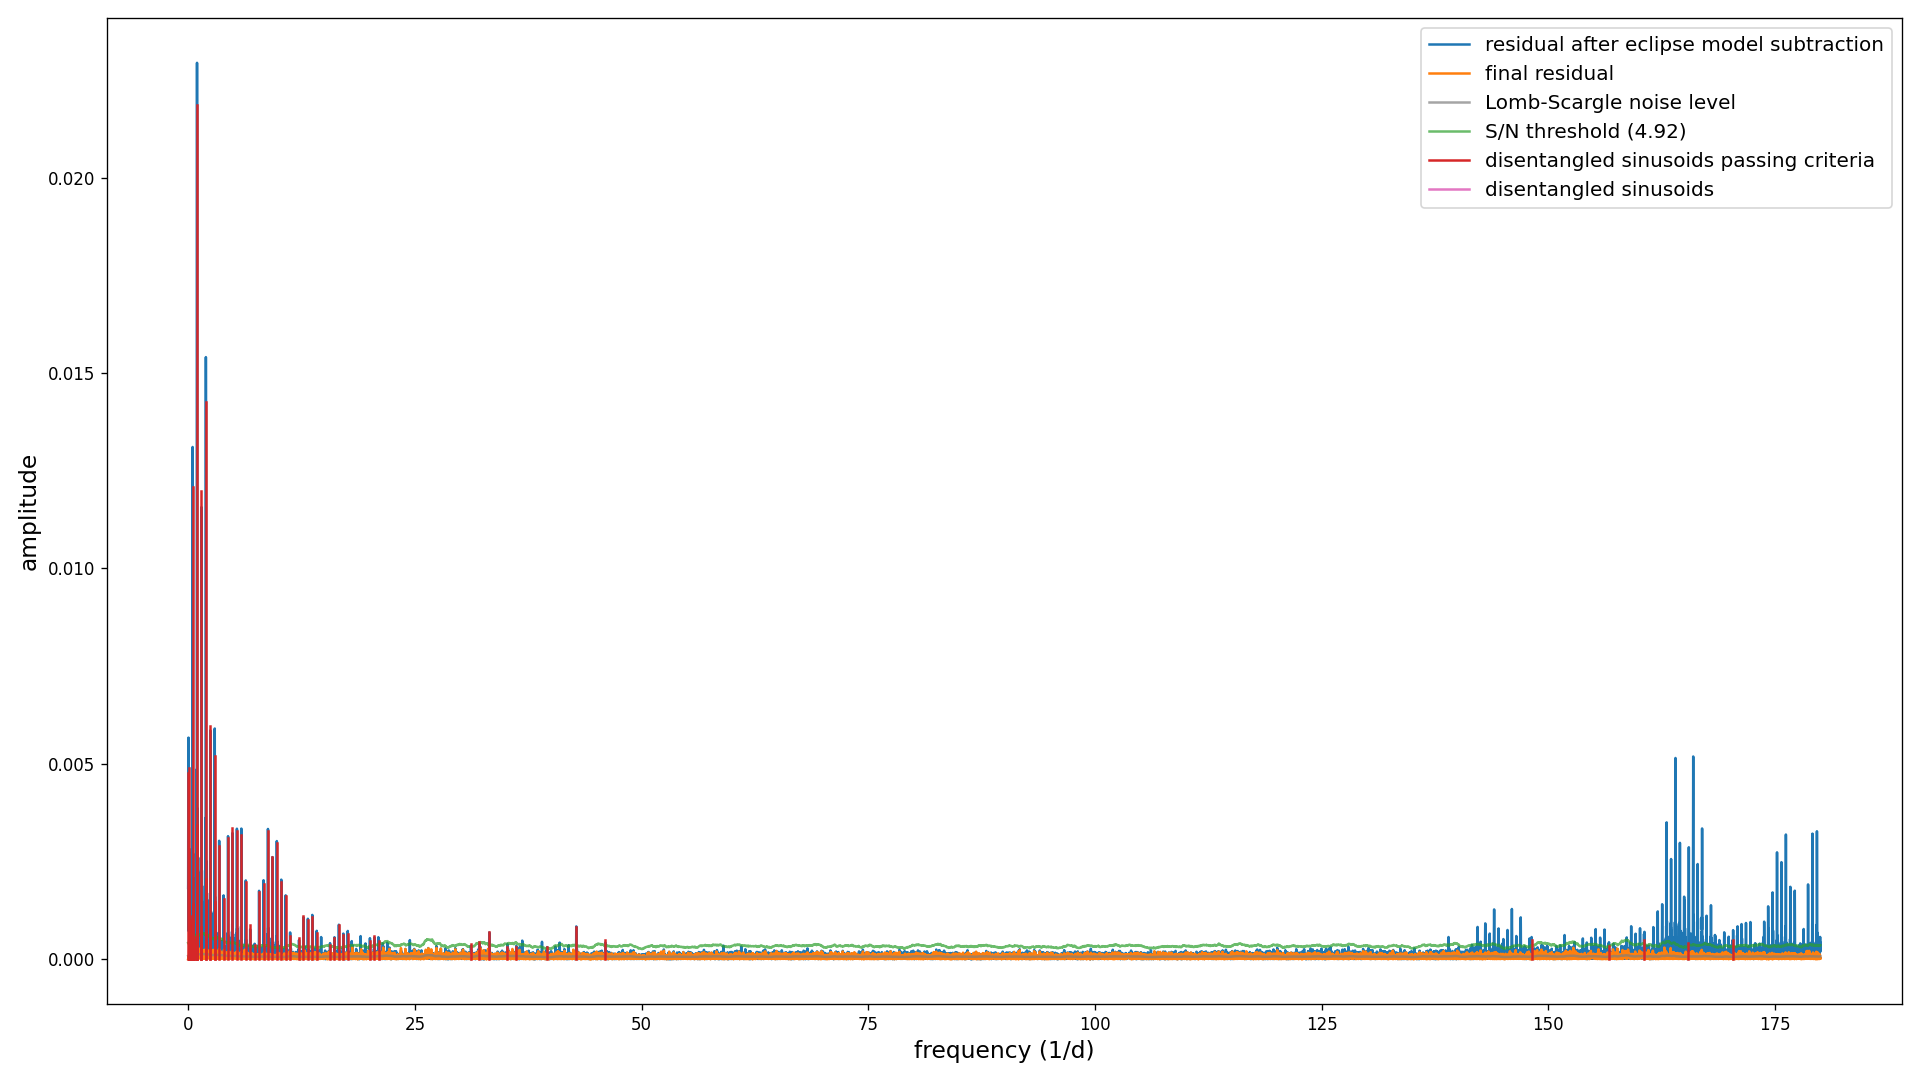 residual after eclipse model subtraction
final residual
Lomb-Scargle noise level
S/N threshold (4.92)
disentangled sinusoids passing criteria
disentangled sinusoids
0.020
0.015
0.010
0.005
0.000
amplitude
0 25 50 75 100 125 150 175
frequency (1/d)